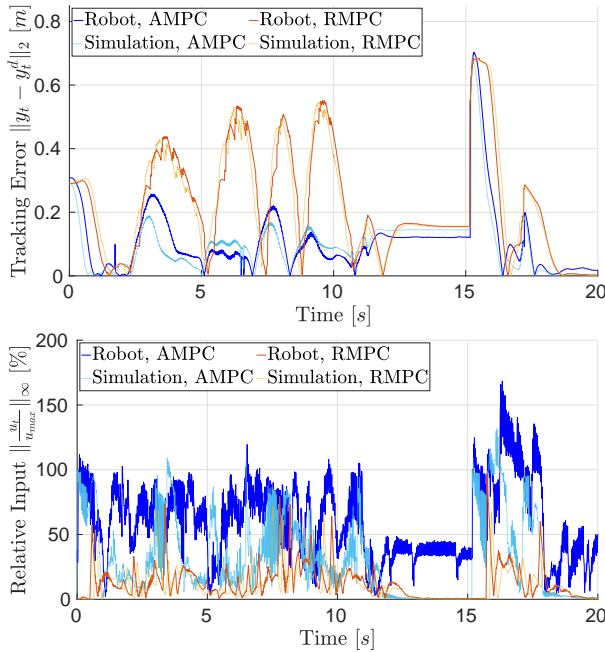 Tracking Error ||y_t − y_t^d||_2 [m]
0.8
0.6
0.4
0.2
0
Robot, AMPC
Robot, RMPC
Simulation, AMPC
Simulation, RMPC
0 5 10 15 20
Time [s]
Relative Input ||u_t/u_max||_∞ [%]
200
150
100
50
0
Robot, AMPC
Robot, RMPC
Simulation, AMPC
Simulation, RMPC
0 5 10 15 20
Time [s]